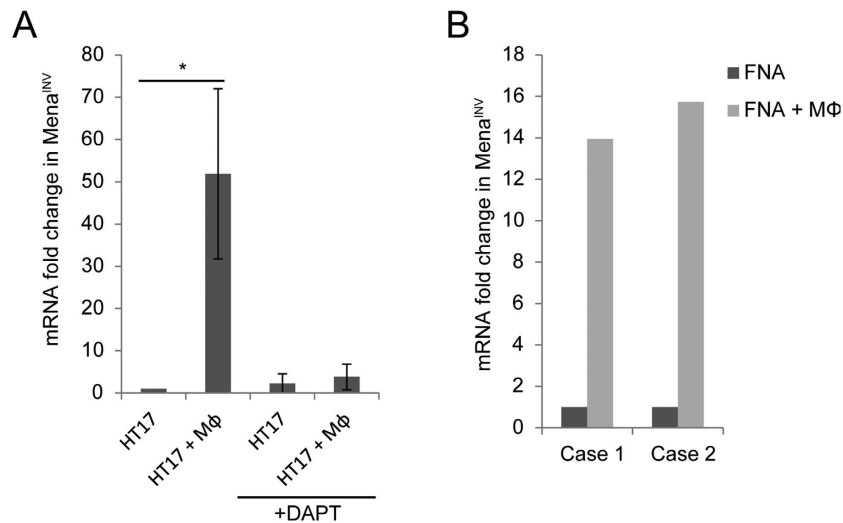 A
mRNA fold change in Mena^INV
80
70
60
50
40
30
20
10
0
*
HT17
HT17 + Mϕ
HT17
HT17 + Mϕ
+DAPT
B
mRNA fold change in Mena^INV
18
16
14
12
10
8
6
4
2
0
Case 1
Case 2
FNA
FNA + MΦ